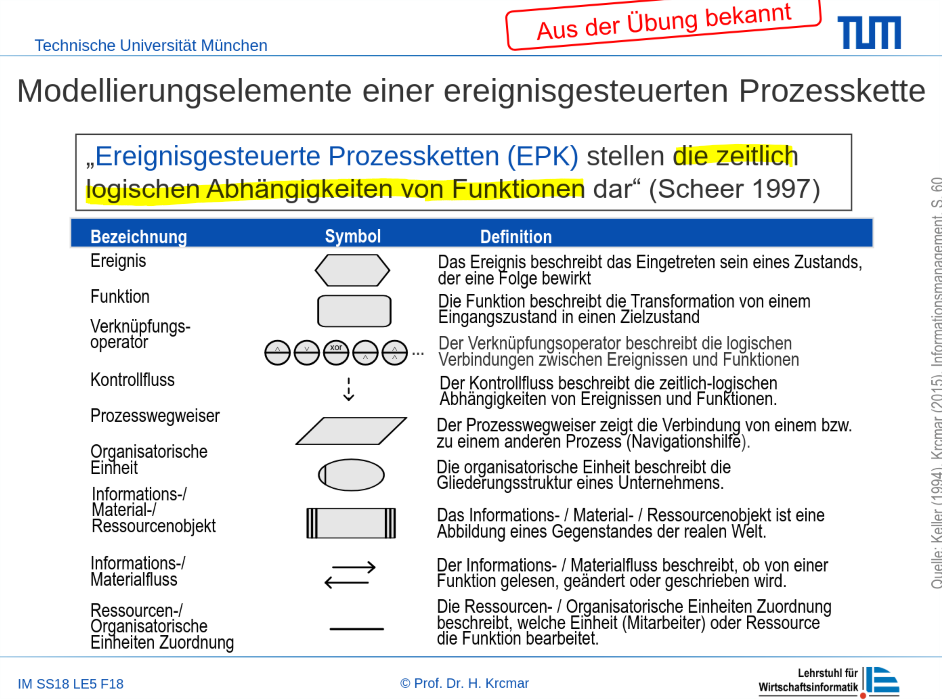 Aus der Übung bekannt
Technische Universität München
TUM
Modellierungselemente einer ereignisgesteuerten Prozesskette
„Ereignisgesteuerte Prozessketten (EPK) stellen die zeitlich
logischen Abhängigkeiten von Funktionen dar“ (Scheer 1997)
Bezeichnung Symbol Definition
Ereignis
Das Ereignis beschreibt das Eingetreten sein eines Zustands,
der eine Folge bewirkt
Funktion
Die Funktion beschreibt die Transformation von einem
Eingangszustand in einen Zielzustand
Verknüpfungs-
operator
^ v xor ^ ^ ^ ...
Der Verknüpfungsoperator beschreibt die logischen
Verbindungen zwischen Ereignissen und Funktionen
Kontrollfluss
Der Kontrollfluss beschreibt die zeitlich-logischen
Abhängigkeiten von Ereignissen und Funktionen.
Prozesswegweiser
Der Prozesswegweiser zeigt die Verbindung von einem bzw.
zu einem anderen Prozess (Navigationshilfe).
Organisatorische
Einheit
Die organisatorische Einheit beschreibt die
Gliederungsstruktur eines Unternehmens.
Informations-/
Material-/
Ressourcenobjekt
Das Informations- / Material- / Ressourcenobjekt ist eine
Abbildung eines Gegenstandes der realen Welt.
Informations-/
Materialfluss
Der Informations- / Materialfluss beschreibt, ob von einer
Funktion gelesen, geändert oder geschrieben wird.
Ressourcen-/
Organisatorische
Einheiten Zuordnung
Die Ressourcen- / Organisatorische Einheiten Zuordnung
beschreibt, welche Einheit (Mitarbeiter) oder Ressource
die Funktion bearbeitet.
Quelle: Keller (1994), Krcmar (2015), Informationsmanagement, S. 60
IM SS18 LE5 F18
© Prof. Dr. H. Krcmar
Lehrstuhl für
Wirtschaftsinformatik